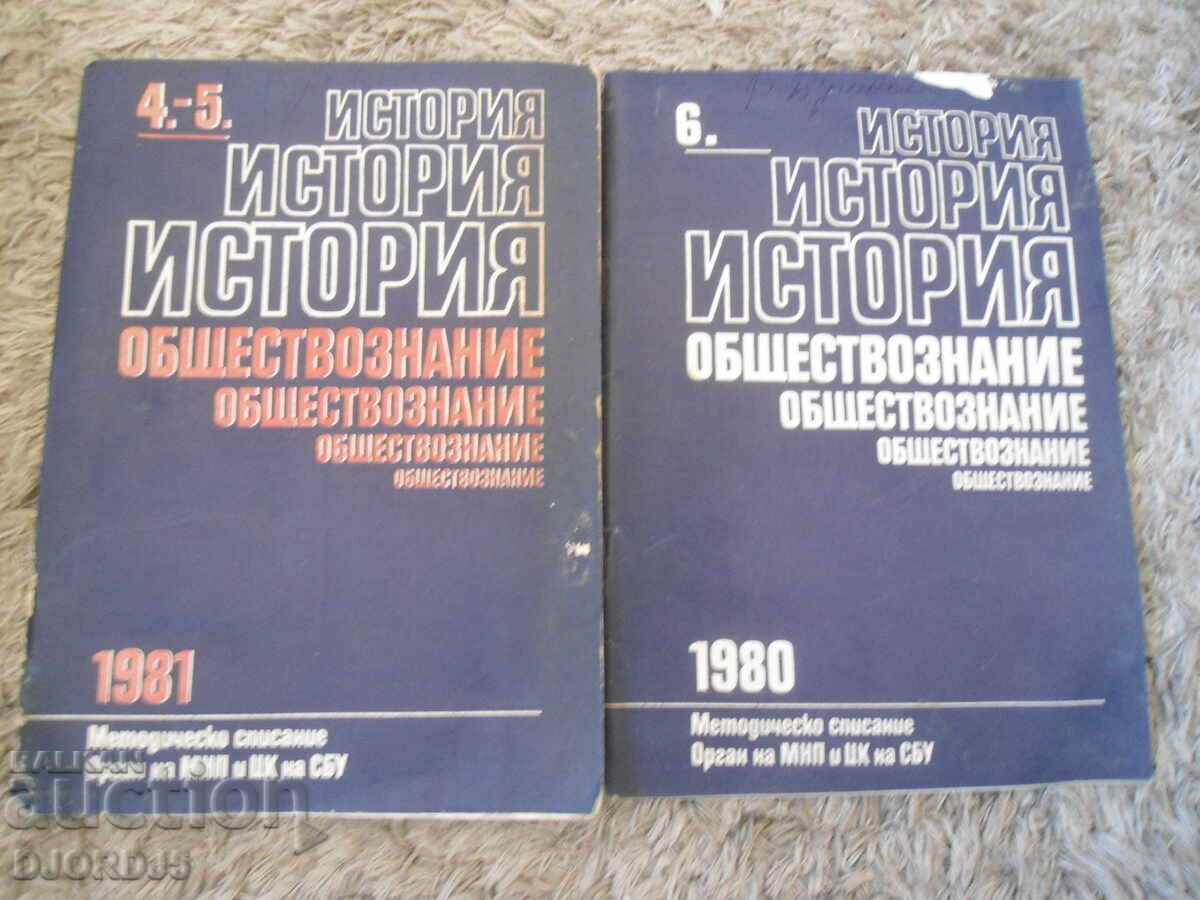 4.-5.
ИСТОРИЯ
ИСТОРИЯ
ИСТОРИЯ
ОБЩЕСТВОЗНАНИЕ
ОБЩЕСТВОЗНАНИЕ
ОБЩЕСТВОЗНАНИЕ
ОБЩЕСТВОЗНАНИЕ
1981
Методическо списание
Орган на МНП и ЦК на СБУ
6.
ИСТОРИЯ
ИСТОРИЯ
ИСТОРИЯ
ОБЩЕСТВОЗНАНИЕ
ОБЩЕСТВОЗНАНИЕ
ОБЩЕСТВОЗНАНИЕ
ОБЩЕСТВОЗНАНИЕ
1980
Методическо списание
Орган на МНП и ЦК на СБУ
BALKAN
auction
DJORDJ5